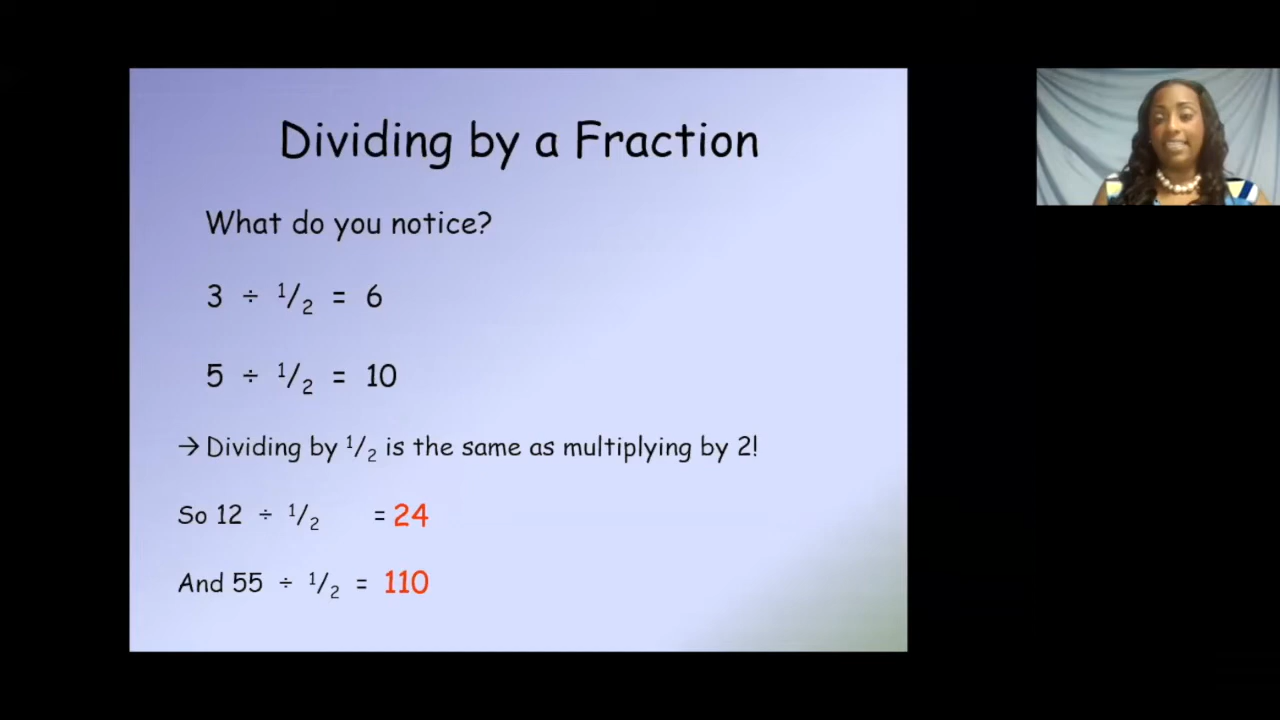 Dividing by a Fraction
What do you notice?
3 ÷ 1/2 = 6
5 ÷ 1/2 = 10
→ Dividing by 1/2 is the same as multiplying by 2!
So 12 ÷ 1/2 = 24
And 55 ÷ 1/2 = 110